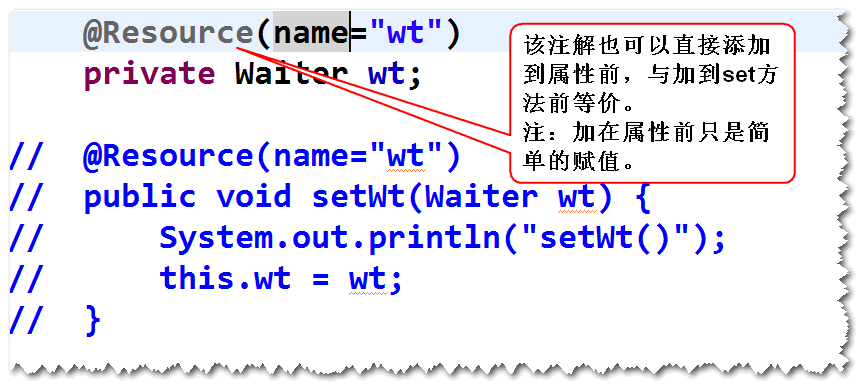 @Resource(name="wt")
private Waiter wt;
该注解也可以直接添加
到属性前，与加到set方
法前等价。
注：加在属性前只是简
单的赋值。
//  @Resource(name="wt")
//  public void setWt(Waiter wt) {
//      System.out.println("setWt()");
//      this.wt = wt;
//  }